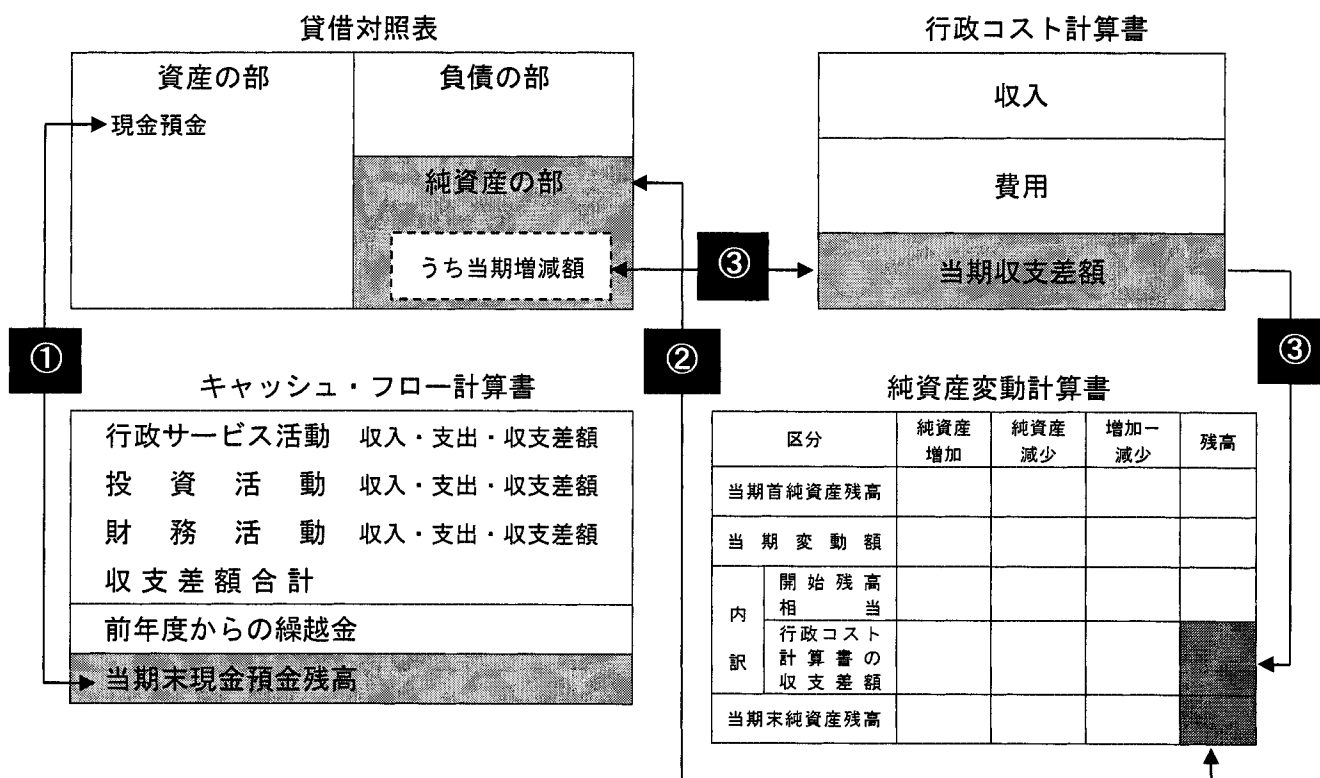 貸借対照表
資産の部
負債の部
現金預金
純資産の部
うち当期増減額
行政コスト計算書
収入
費用
当期収支差額
③
③
①
②
キャッシュ・フロー計算書
行政サービス活動 収入・支出・収支差額
投資活動 収入・支出・収支差額
財務活動 収入・支出・収支差額
収支差額合計
前年度からの繰越金
当期末現金預金残高
純資産変動計算書
区分
純資産
増加
純資産
減少
増加ー
減少
残高
当期首純資産残高
当期変動額
内
訳
開始残高
相当
行政コスト
計算書の
収支差額
当期末純資産残高